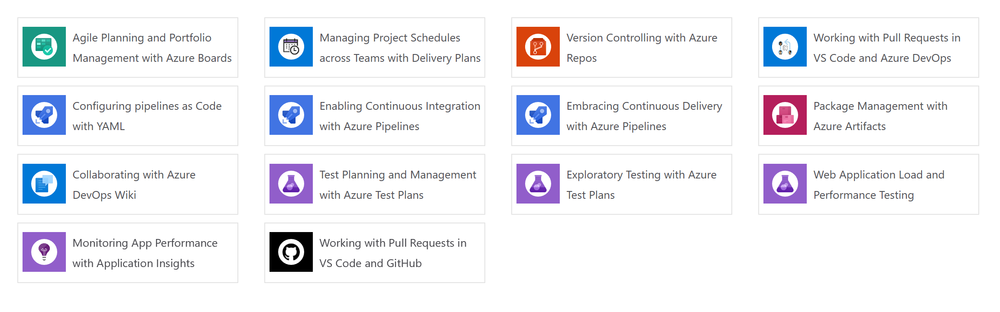 Agile Planning and Portfolio
Management with Azure Boards
Managing Project Schedules
across Teams with Delivery Plans
Version Controlling with Azure
Repos
Working with Pull Requests in
VS Code and Azure DevOps
Configuring pipelines as Code
with YAML
Enabling Continuous Integration
with Azure Pipelines
Embracing Continuous Delivery
with Azure Pipelines
Package Management with
Azure Artifacts
Collaborating with Azure
DevOps Wiki
Test Planning and Management
with Azure Test Plans
Exploratory Testing with Azure
Test Plans
Web Application Load and
Performance Testing
Monitoring App Performance
with Application Insights
Working with Pull Requests in
VS Code and GitHub